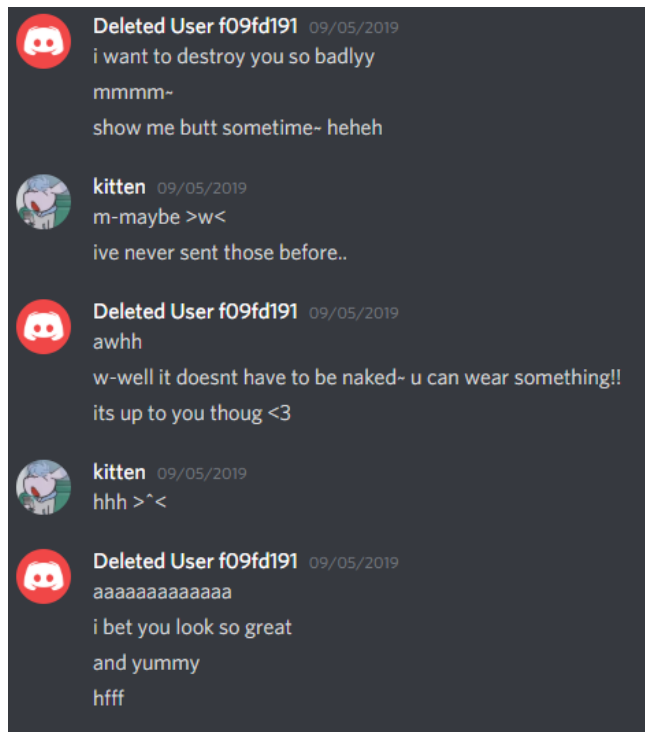 Deleted User f09fd191 09/05/2019
i want to destroy you so badlyy
mmmm~
show me butt sometime~ heheh
kitten 09/05/2019
m-maybe >w<
ive never sent those before..
Deleted User f09fd191 09/05/2019
awhh
w-well it doesnt have to be naked~ u can wear something!!
its up to you thoug <3
kitten 09/05/2019
hhh >^<
Deleted User f09fd191 09/05/2019
aaaaaaaaaaaaa
i bet you look so great
and yummy
hfff